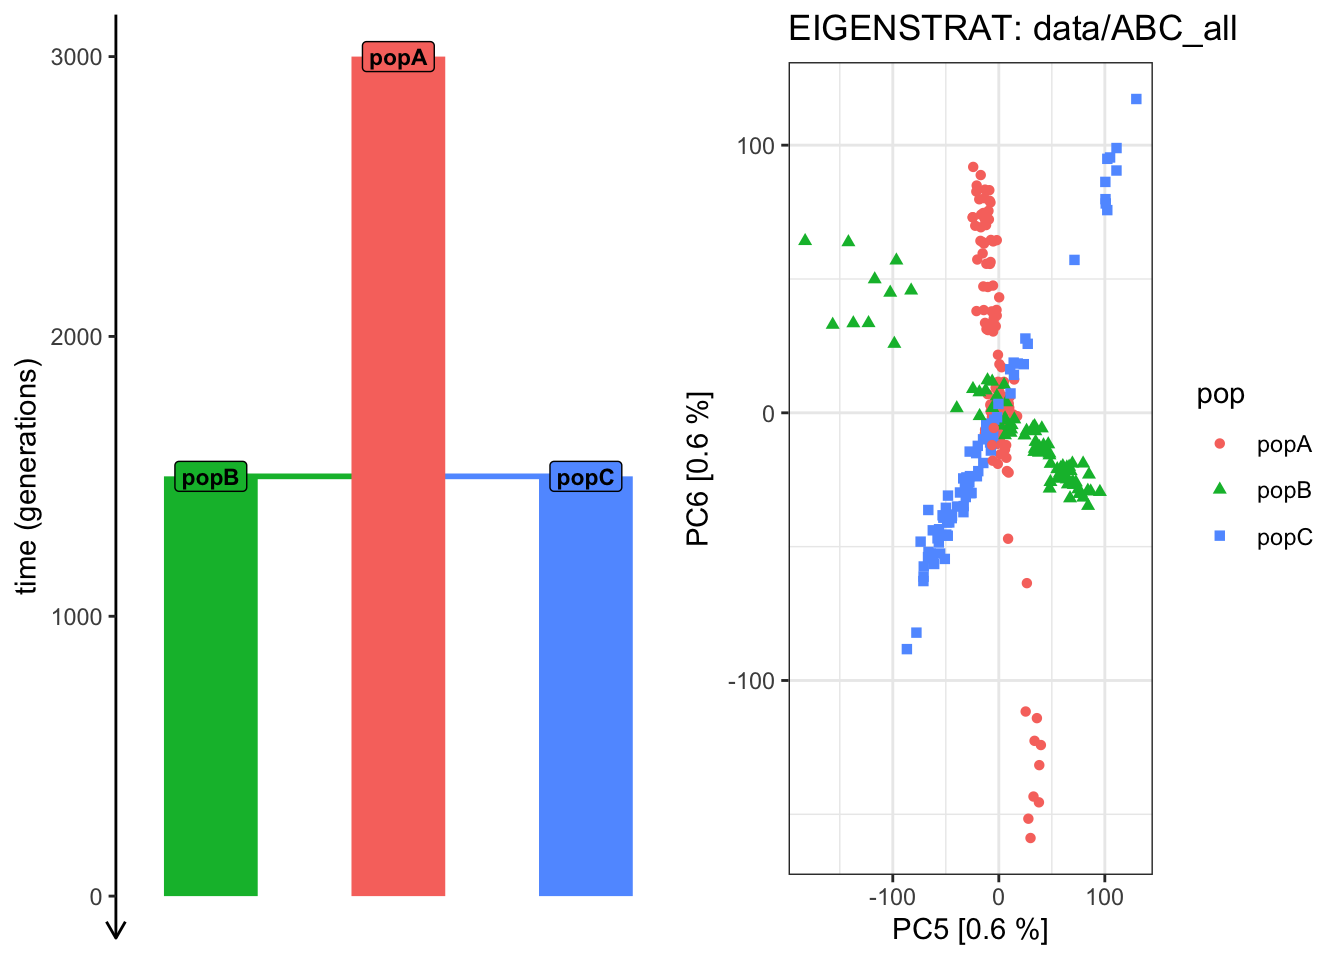 time (generations)
3000
2000
1000
0
popA
popB
popC
EIGENSTRAT: data/ABC_all
PC6 [0.6 %]
100
0
-100
-100
0
100
PC5 [0.6 %]
pop
popA
popB
popC